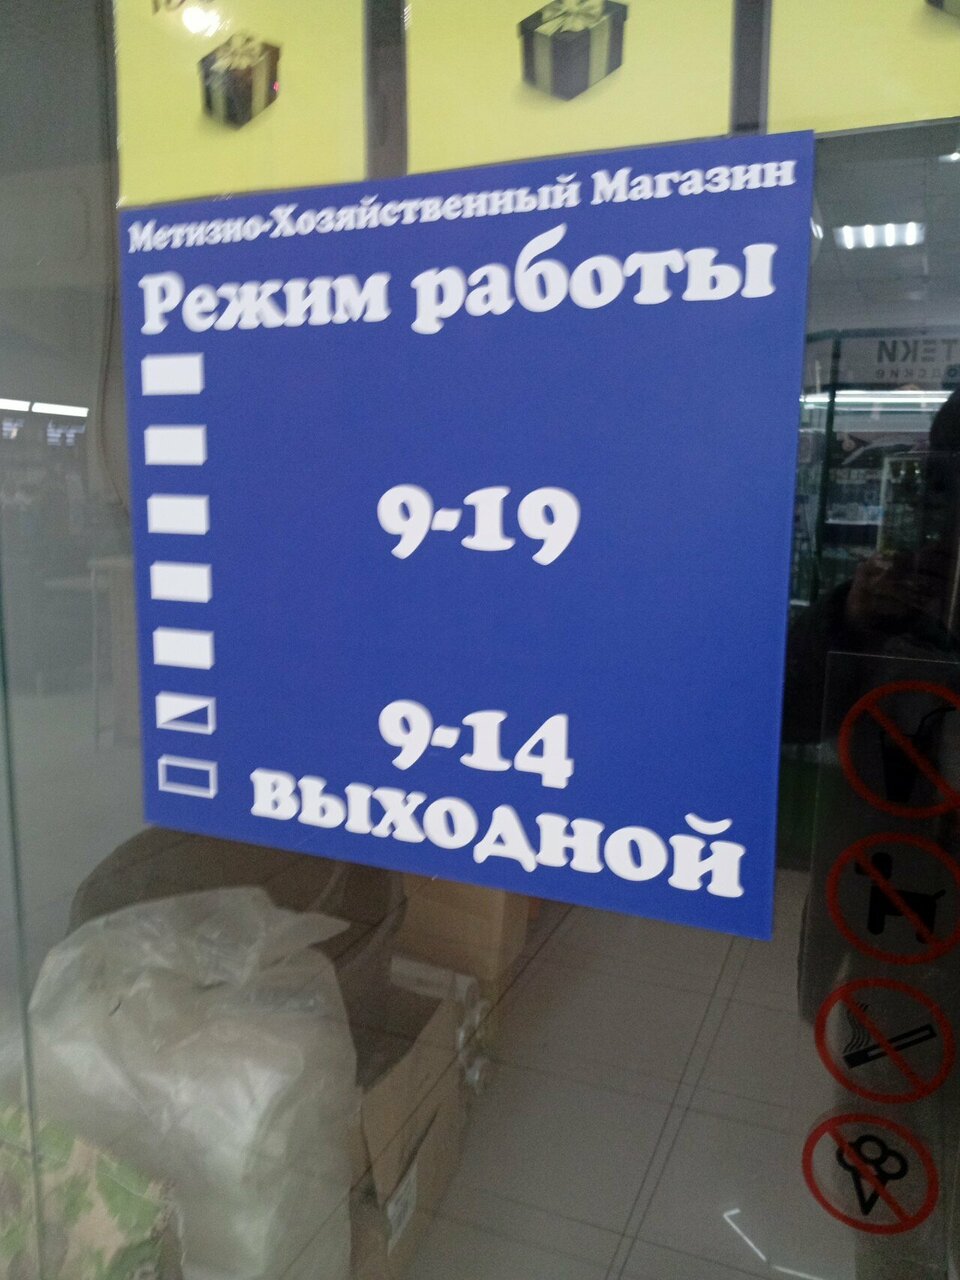 Метизно-Хозяйственный Магазин
Режим работы
9-19
9-14
выходной